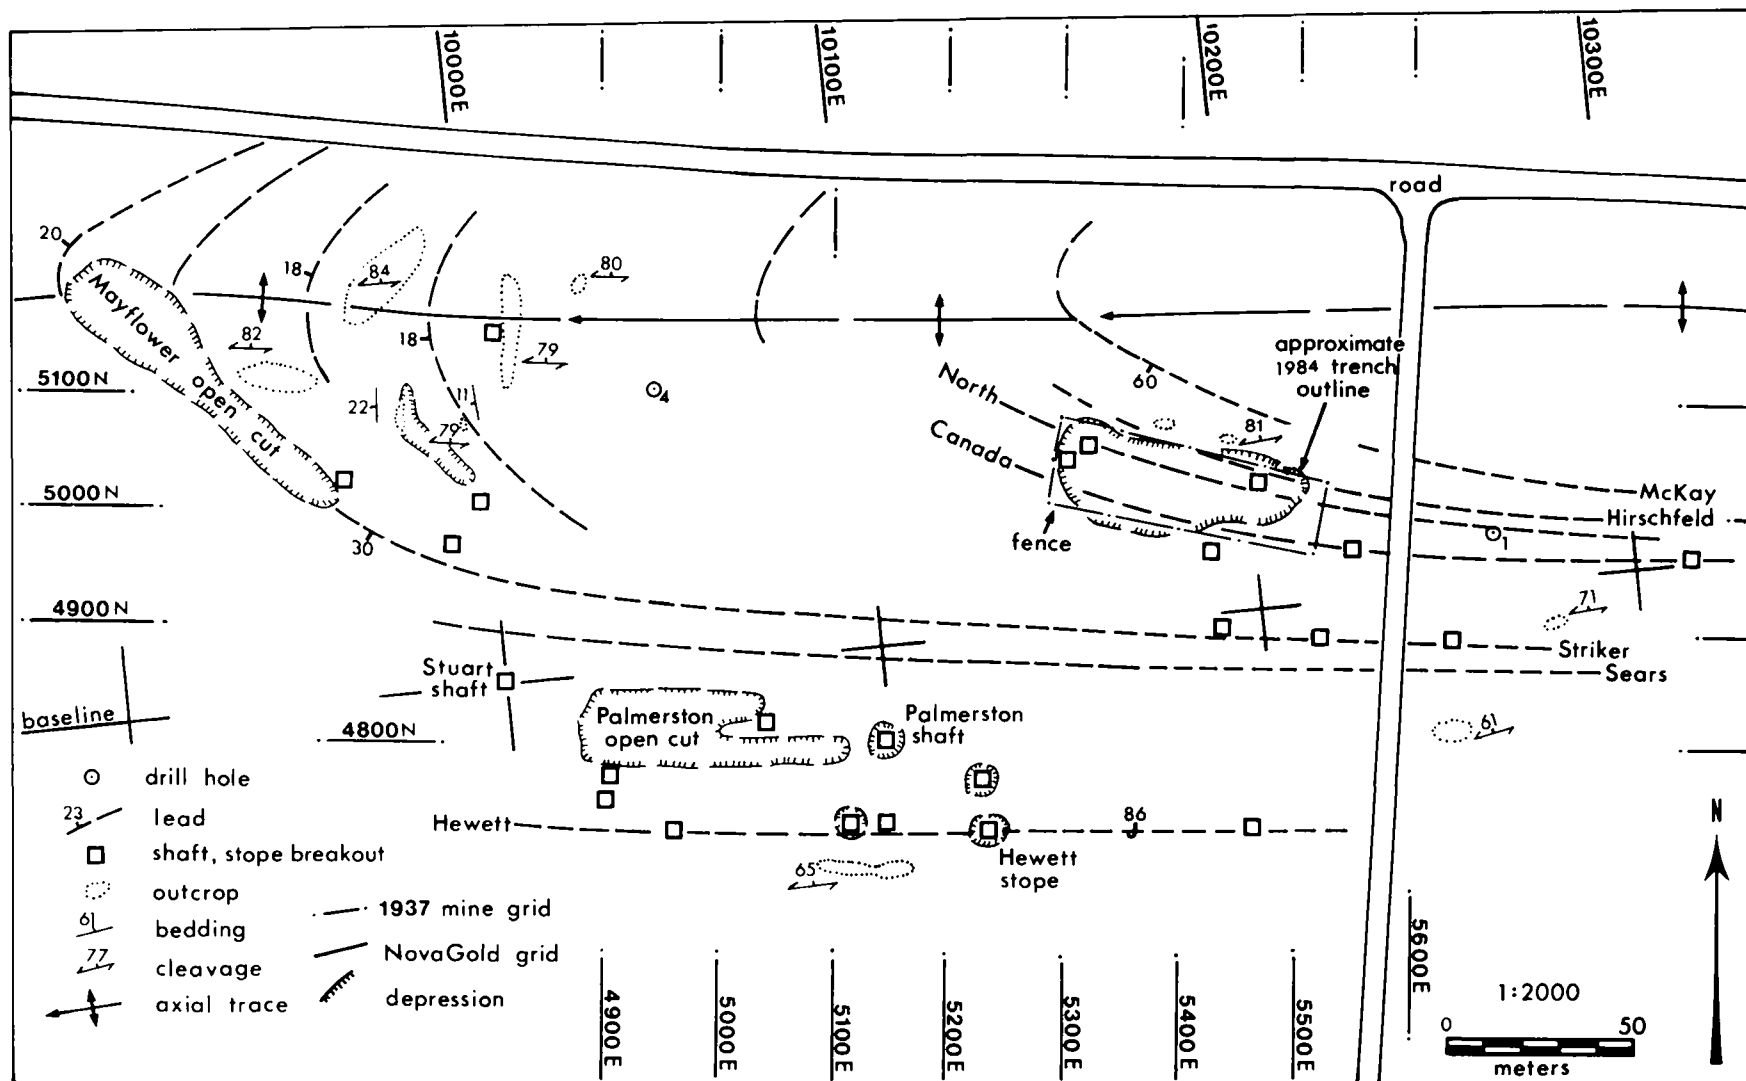 10000E
10100E
10200E
10300E
road
20
18
84
80
82
18
79
Mayflower open cut
5100N
22
11
79
4
60
approximate
1984 trench
outline
North
Canada
81
5000N
30
fence
McKay
Hirschfeld
1
4900N
71
Striker
Sears
Stuart
shaft
baseline
4800N
Palmerston
open cut
Palmerston
shaft
61
Hewett
86
Hewett
stope
65
drill hole
23
lead
shaft, stope breakout
outcrop
61
bedding
77
cleavage
axial trace
1937 mine grid
NovaGold grid
depression
4900E
5000E
5100E
5200E
5300E
5400E
5500E
5600E
N
1:2000
0
50
meters